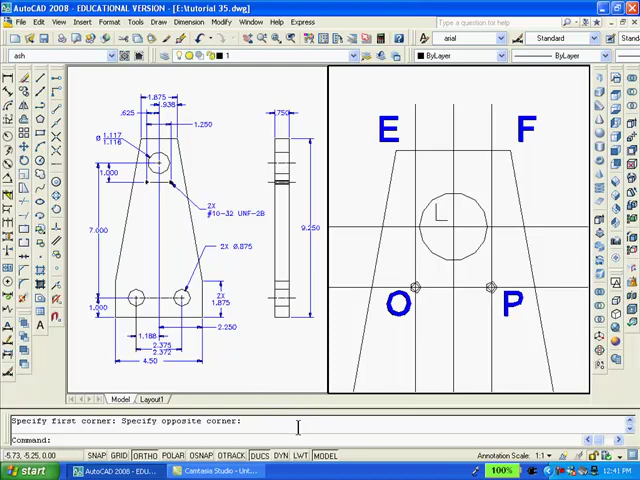 AutoCAD 2008 - EDUCATIONAL VERSION - [Tutorial 35.dwg]
File Edit View Insert Format Tools Draw Dimension Modify Window Help Express
arial Standard Standa
ash 1 ByLayer ByLayer
1.875
.938
.625
1.250
.750
Ø 1.117
1.116
1.000
2X
#10-32 UNF-2B
7.000
9.250
2X Ø.875
2X
1.875
1.000
1.188
2.250
2.375
2.372
4.50
E F
L
O P
Model Layout1
Specify first corner: Specify opposite corner:
Command:
-5.73, -5.25, 0.00 SNAP GRID ORTHO POLAR OSNAP OTRACK DUCS DYN LWT MODEL Annotation Scale: 1:1
start AutoCAD 2008 - EDU... Camtasia Studio - Unt... 100% 12:41 PM